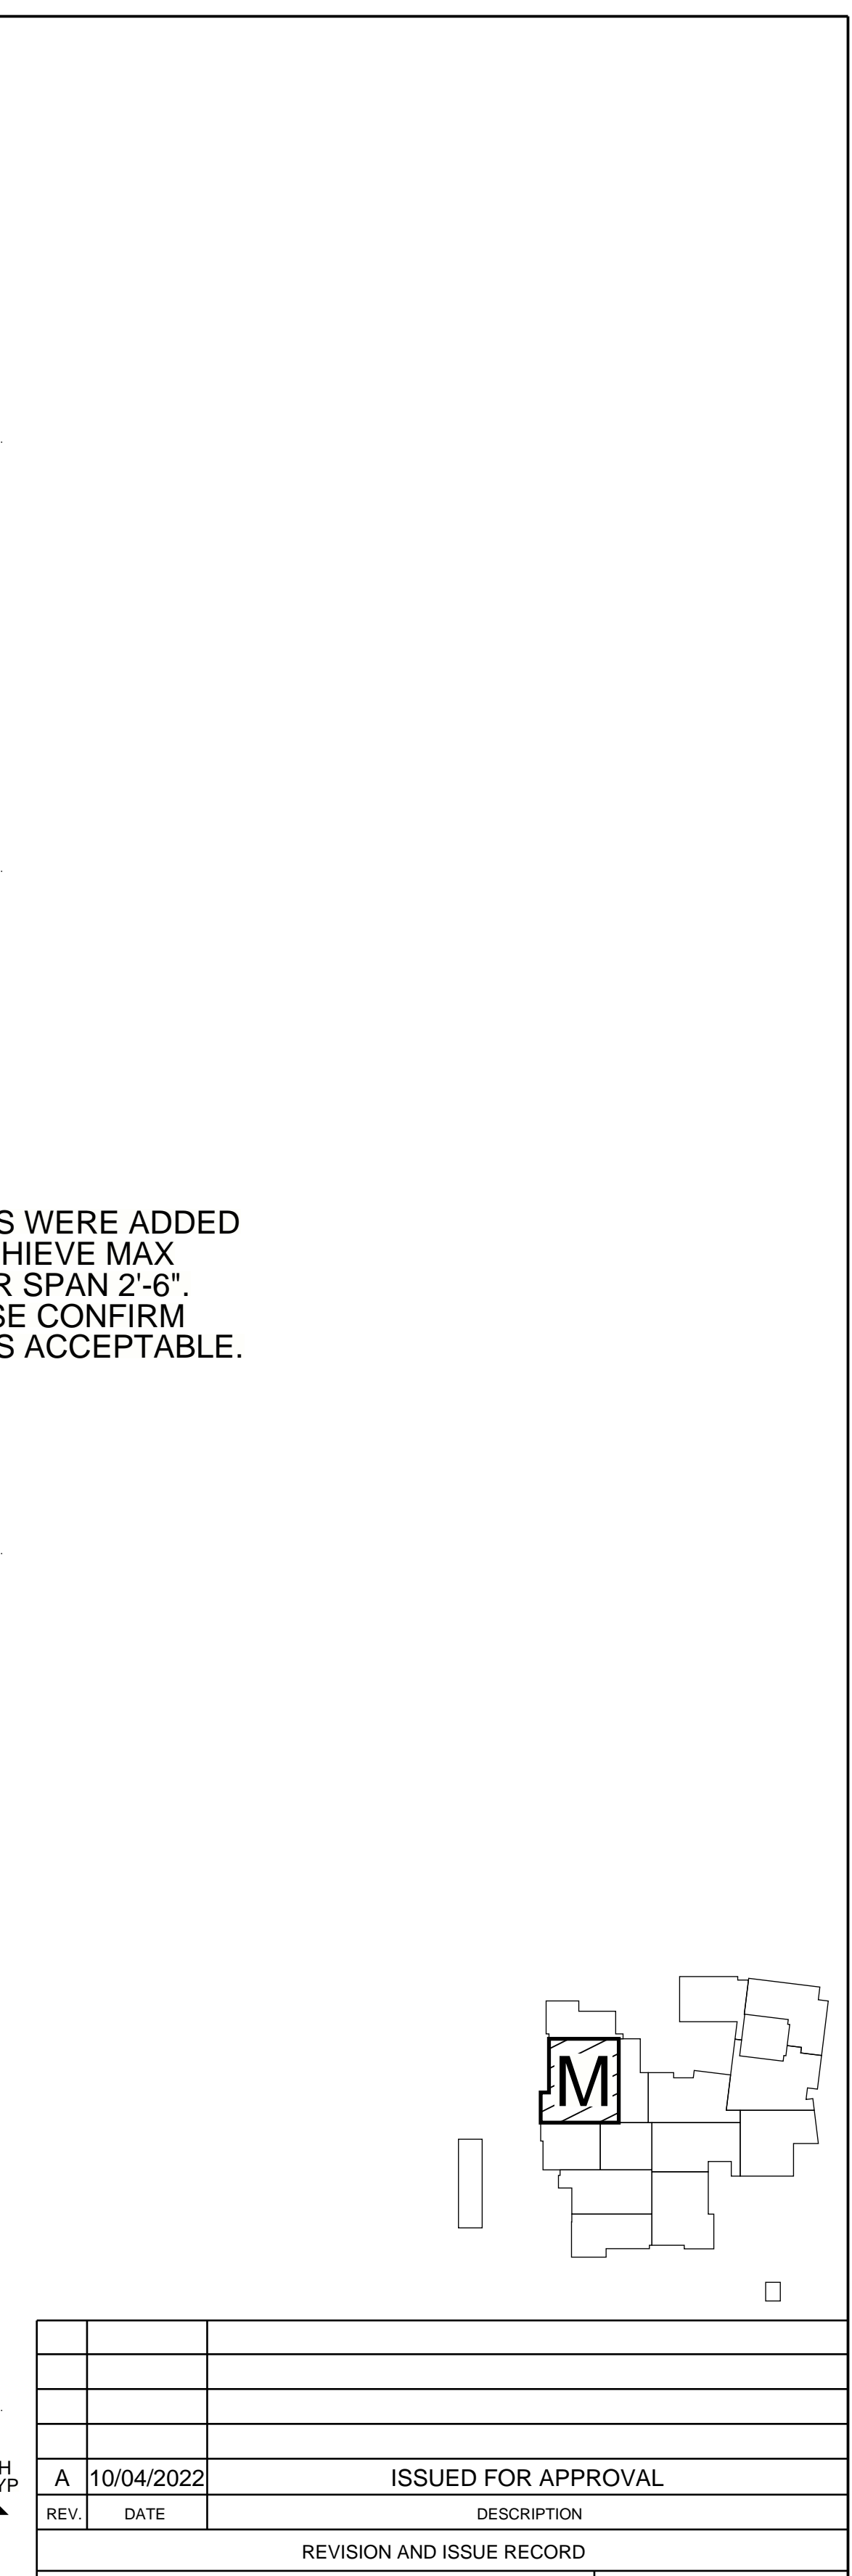 S WERE ADDED
HIEVE MAX
R SPAN 2'-6".
SE CONFIRM
S ACCEPTABLE.
M
H
YP
A 10/04/2022 ISSUED FOR APPROVAL
REV. DATE DESCRIPTION
REVISION AND ISSUE RECORD